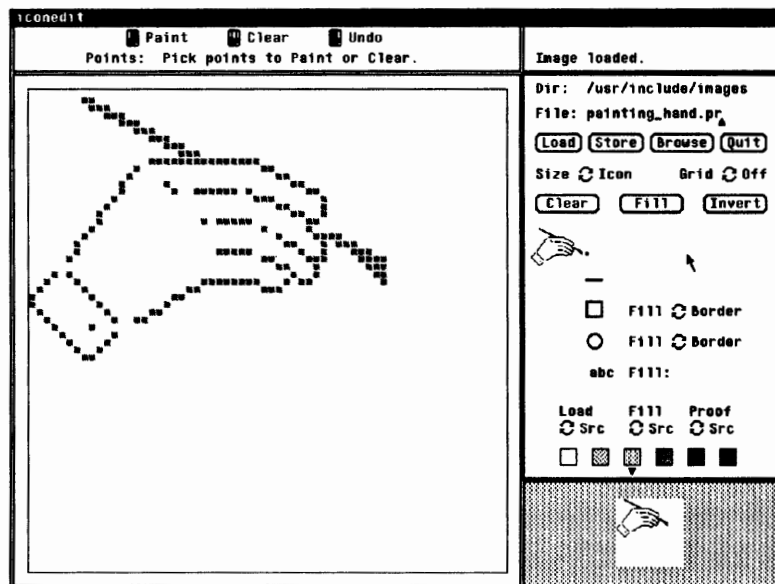 iconedit
Paint Clear Undo
Points: Pick points to Paint or Clear.
Image loaded.
Dir: /usr/include/images
File: painting_hand.pr
Load Store Browse Quit
Size Icon Grid Off
Clear Fill Invert
Fill Border
Fill Border
abc Fill:
Load Fill Proof
Src Src Src